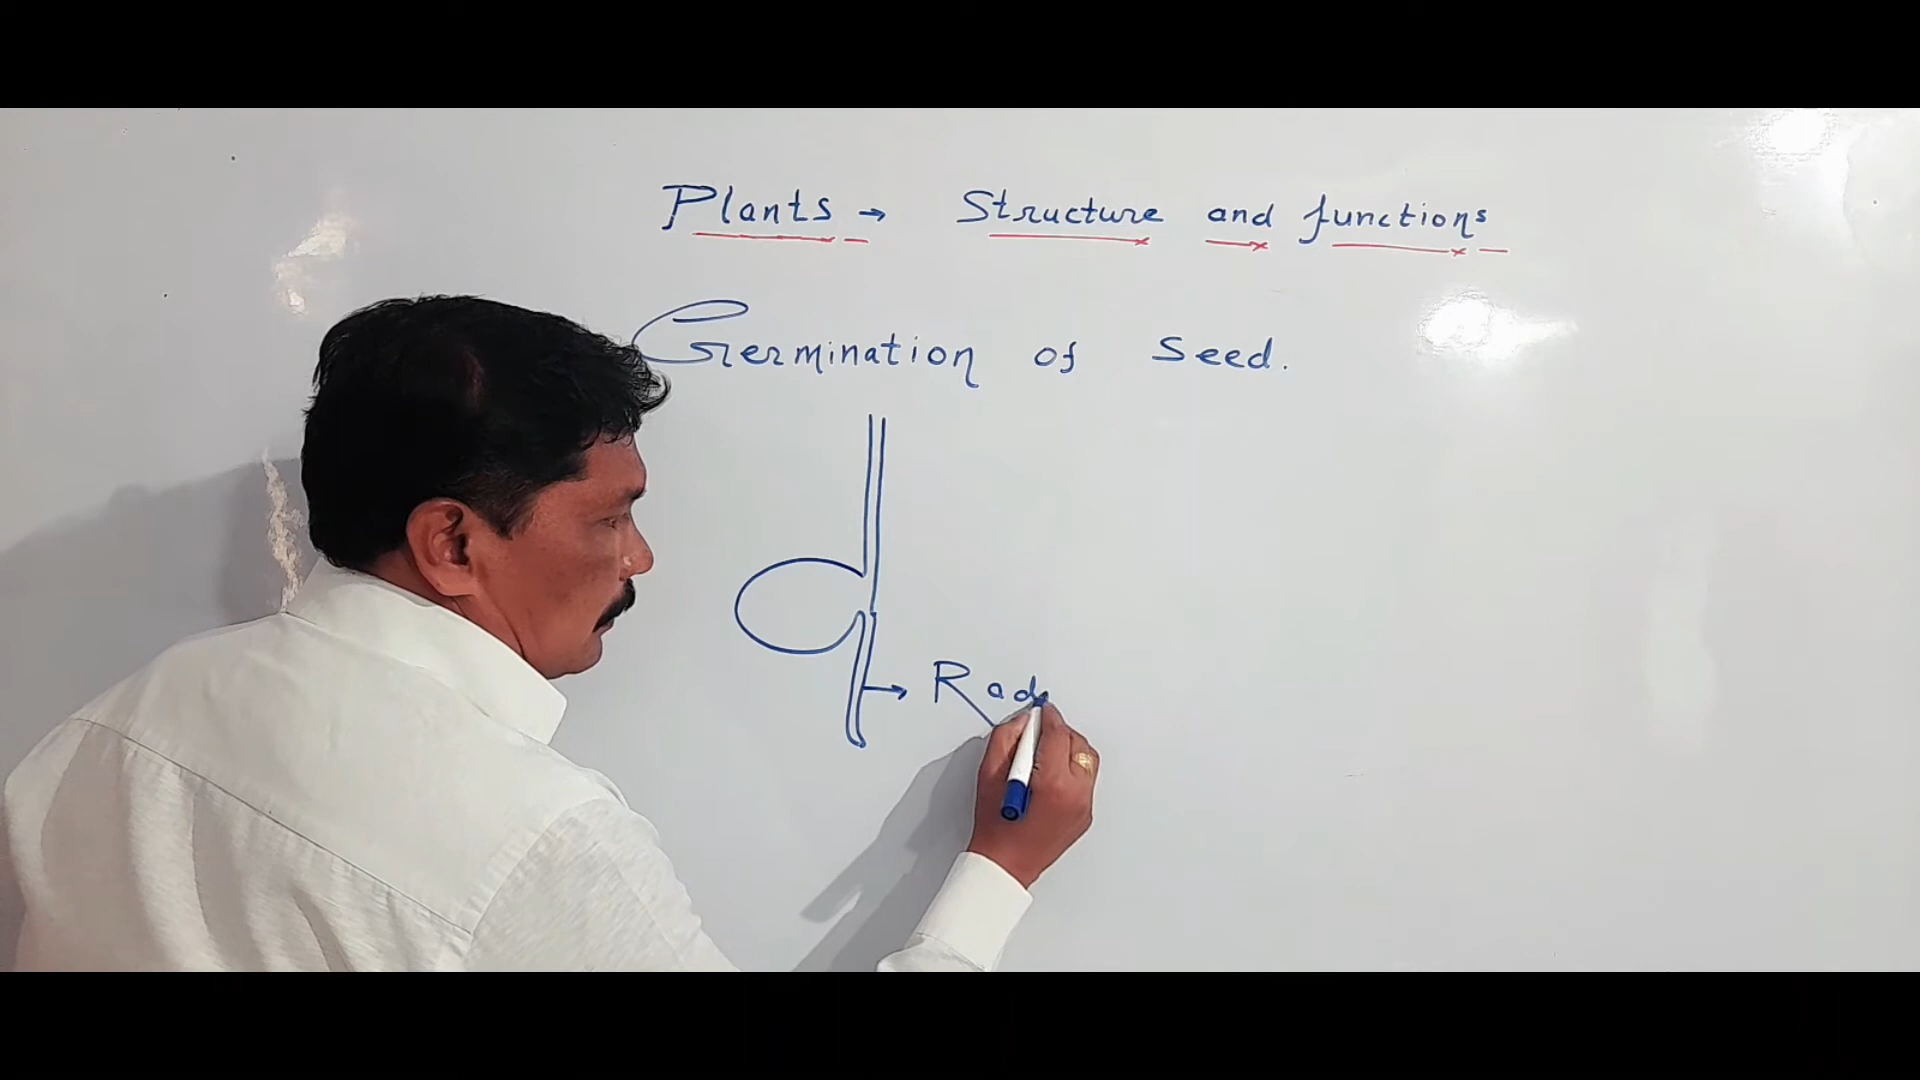 Plants → Structure and functions
Germination of Seed.
→ Rad